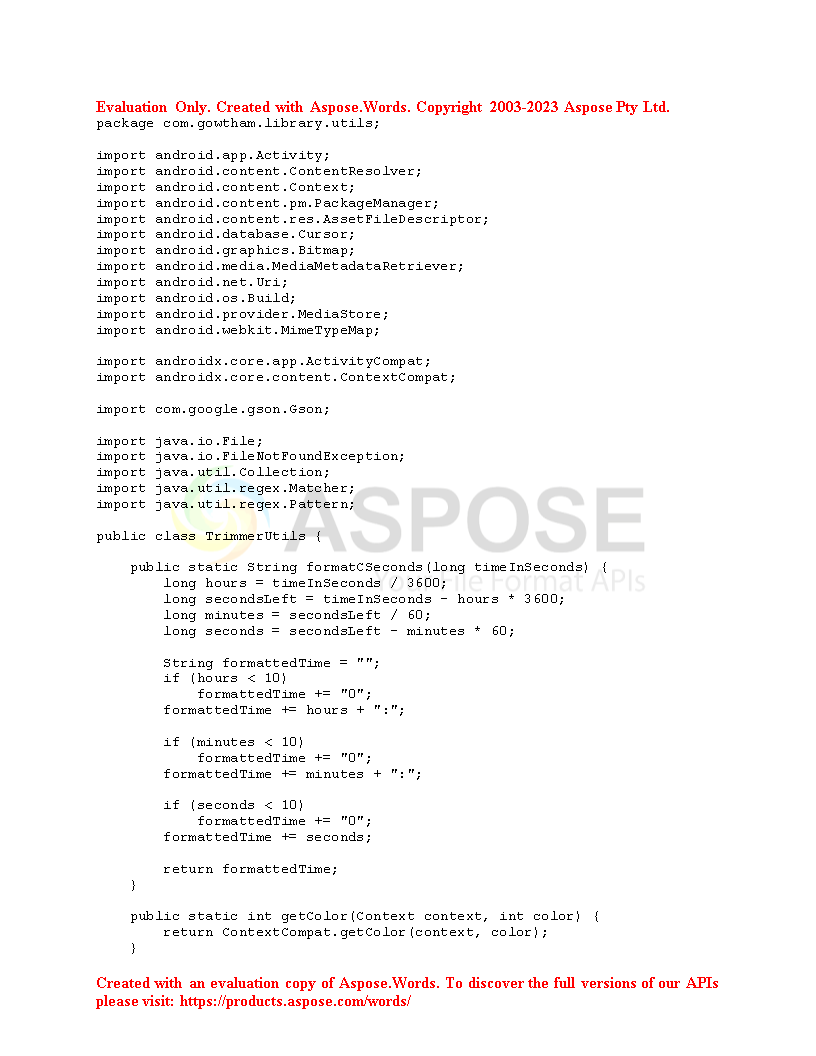 Evaluation Only. Created with Aspose.Words. Copyright 2003-2023 Aspose Pty Ltd.
package com.gowtham.library.utils;

import android.app.Activity;
import android.content.ContentResolver;
import android.content.Context;
import android.content.pm.PackageManager;
import android.content.res.AssetFileDescriptor;
import android.database.Cursor;
import android.graphics.Bitmap;
import android.media.MediaMetadataRetriever;
import android.net.Uri;
import android.os.Build;
import android.provider.MediaStore;
import android.webkit.MimeTypeMap;

import androidx.core.app.ActivityCompat;
import androidx.core.content.ContextCompat;

import com.google.gson.Gson;

import java.io.File;
import java.io.FileNotFoundException;
import java.util.Collection;
import java.util.regex.Matcher;
import java.util.regex.Pattern;
ASPOSE
public class TrimmerUtils {

    public static String formatCSeconds(long timeInSeconds) {
        long hours = timeInSeconds / 3600;
Your File Format APIs
        long secondsLeft = timeInSeconds - hours * 3600;
        long minutes = secondsLeft / 60;
        long seconds = secondsLeft - minutes * 60;

        String formattedTime = "";
        if (hours < 10)
            formattedTime += "0";
        formattedTime += hours + ":";

        if (minutes < 10)
            formattedTime += "0";
        formattedTime += minutes + ":";

        if (seconds < 10)
            formattedTime += "0";
        formattedTime += seconds;

        return formattedTime;
    }

    public static int getColor(Context context, int color) {
        return ContextCompat.getColor(context, color);
    }

Created with an evaluation copy of Aspose.Words. To discover the full versions of our APIs
please visit: https://products.aspose.com/words/